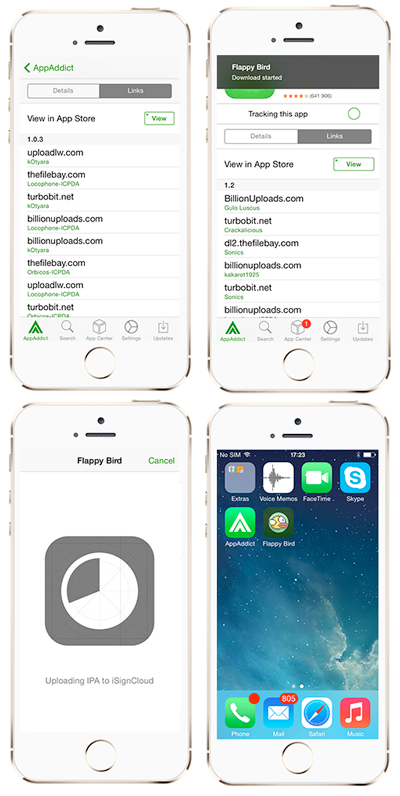 AppAddict
Details
Links
View in App Store
View
1.0.3
uploadlw.com
kOtyara
thefilebay.com
Locophone-ICPDA
turbobit.net
kOtyara
billionuploads.com
Locophone-ICPDA
billionuploads.com
kOtyara
thefilebay.com
Orbicos-ICPDA
uploadlw.com
Locophone-ICPDA
turbobit.net
Orbicos-ICPDA
AppAddict
Search
App Center
Settings
Updates
Flappy Bird
Download started
(641 906)
Tracking this app
Details
Links
View in App Store
View
1.2
BillionUploads.com
Gulo Luscus
turbobit.net
Crackalicious
dl2.thefilebay.com
Sonics
billionuploads.com
kakarot1925
turbobit.net
Sonics
billionuploads.com
1
AppAddict
Search
App Center
Settings
Updates
Flappy Bird
Cancel
Uploading IPA to iSignCloud
No SIM
17:23
Extras
Voice Memos
FaceTime
Skype
AppAddict
Flappy Bird
805
Phone
Mail
Safari
Music